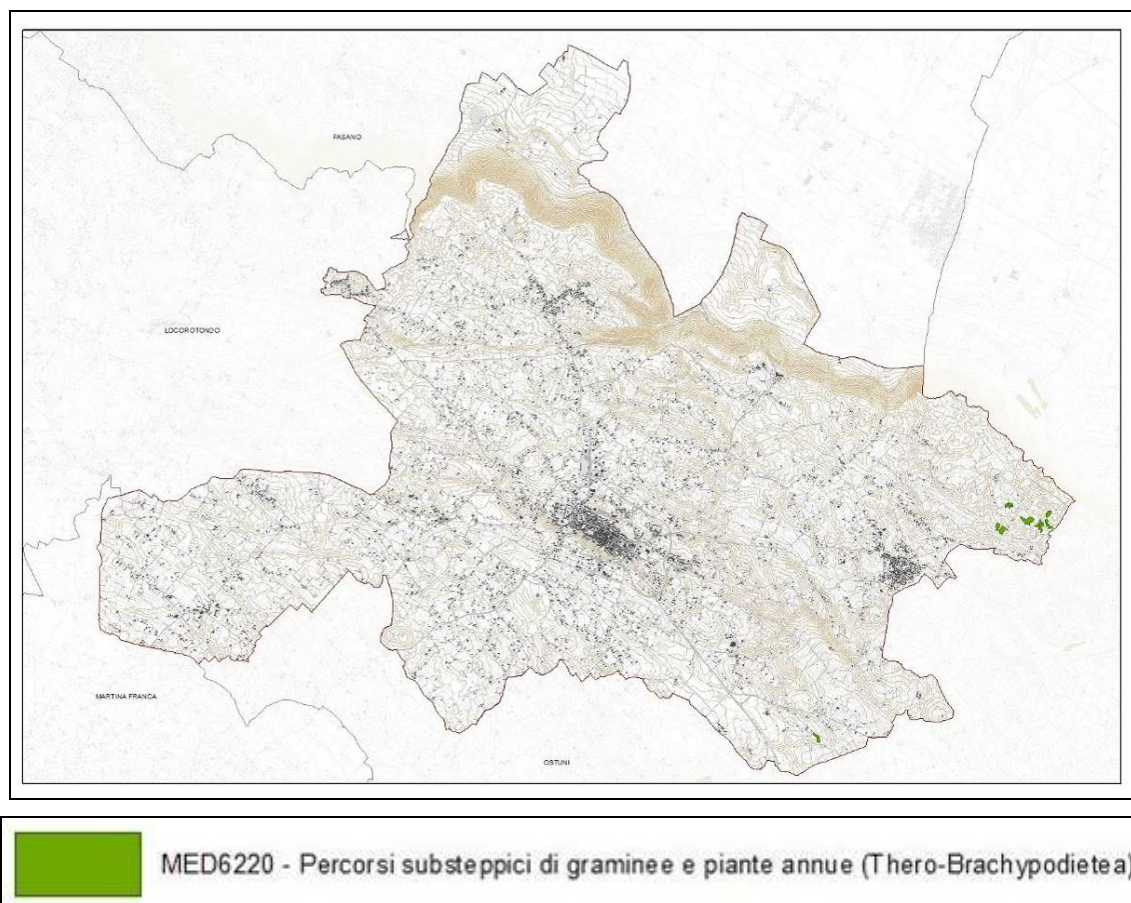 FASANO
LOCOROTONDO
MARTINA FRANCA
OSTUNI
MED6220 - Percorsi substeppici di graminee e piante annue (Thero-Brachypodietea)